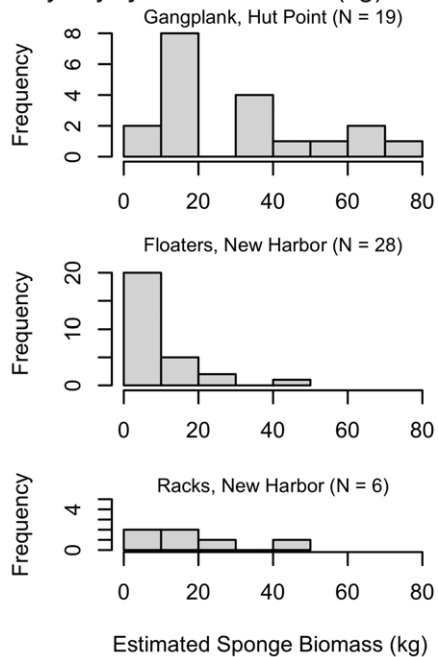 Gangplank, Hut Point (N = 19)
Frequency
8
6
4
2
0
0 20 40 60 80
Floaters, New Harbor (N = 28)
Frequency
20
10
0
0 20 40 60 80
Racks, New Harbor (N = 6)
Frequency
4
0
0 20 40 60 80
Estimated Sponge Biomass (kg)